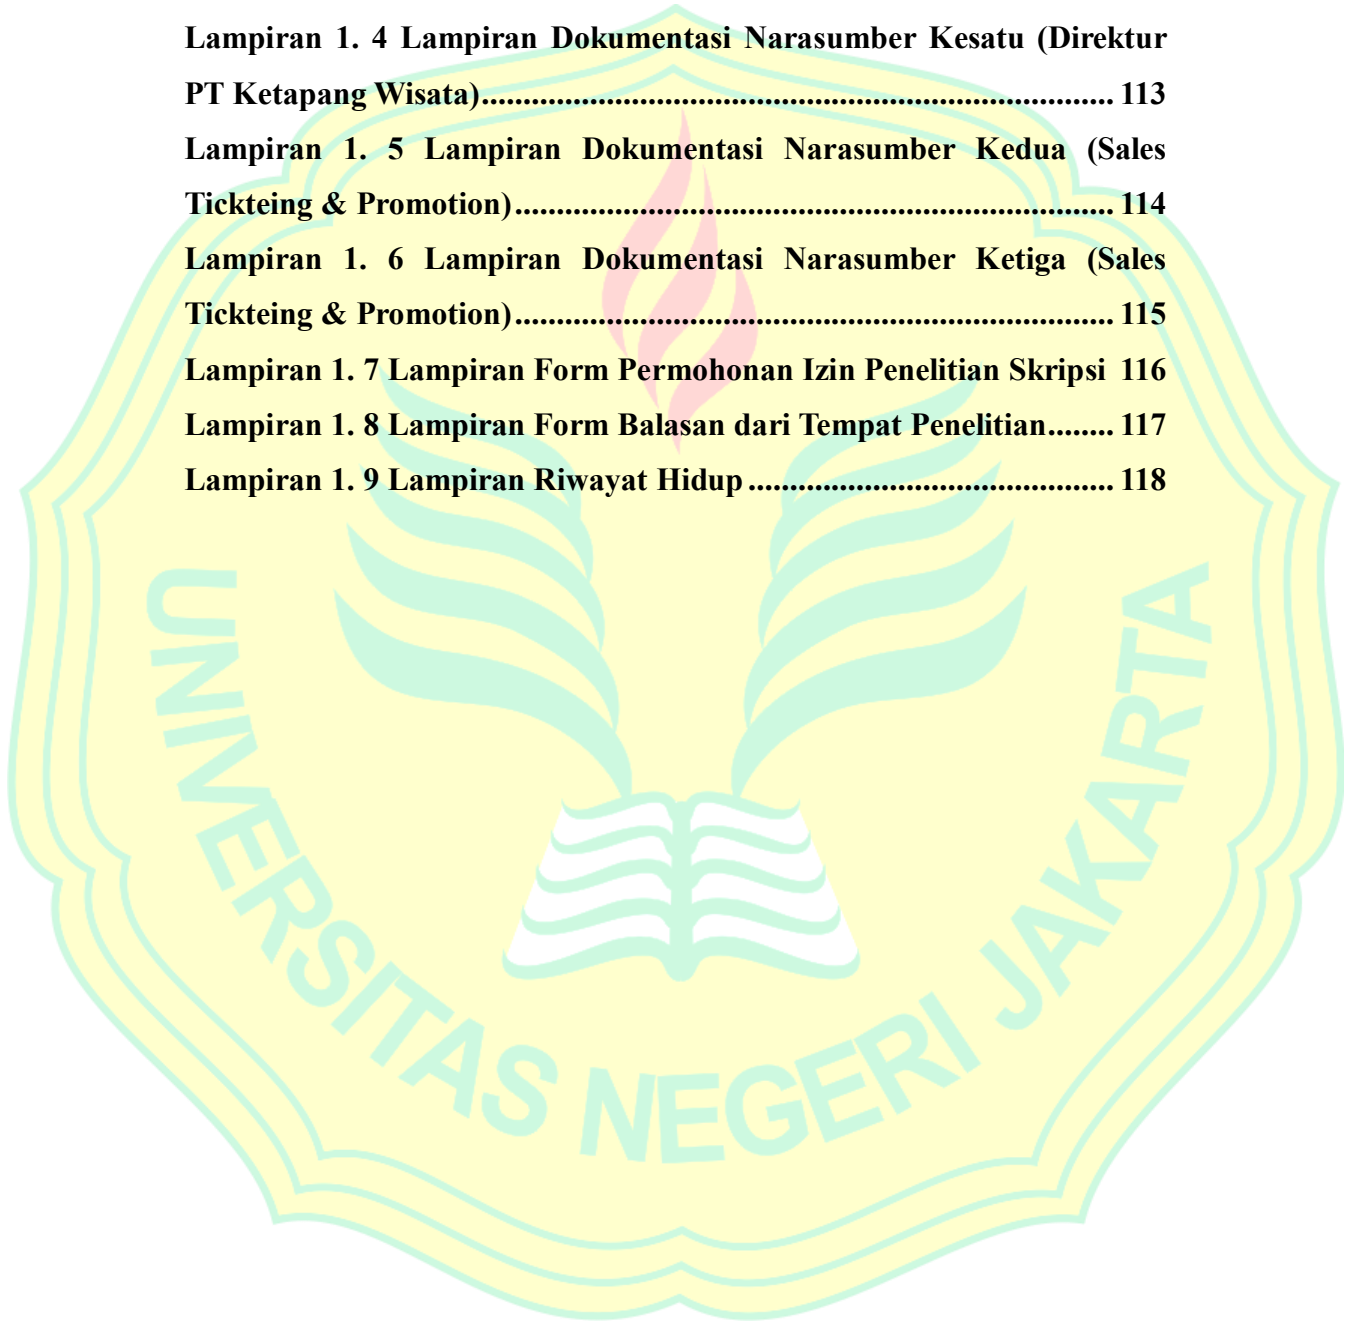 Lampiran 1. 4 Lampiran Dokumentasi Narasumber Kesatu (Direktur
PT Ketapang Wisata)........................................................................... 113
Lampiran 1. 5 Lampiran Dokumentasi Narasumber Kedua (Sales
Tickteing & Promotion)....................................................................... 114
Lampiran 1. 6 Lampiran Dokumentasi Narasumber Ketiga (Sales
Tickteing & Promotion)....................................................................... 115
Lampiran 1. 7 Lampiran Form Permohonan Izin Penelitian Skripsi 116
Lampiran 1. 8 Lampiran Form Balasan dari Tempat Penelitian........ 117
Lampiran 1. 9 Lampiran Riwayat Hidup............................................ 118
UNIVERSITAS NEGERI JAKARTA